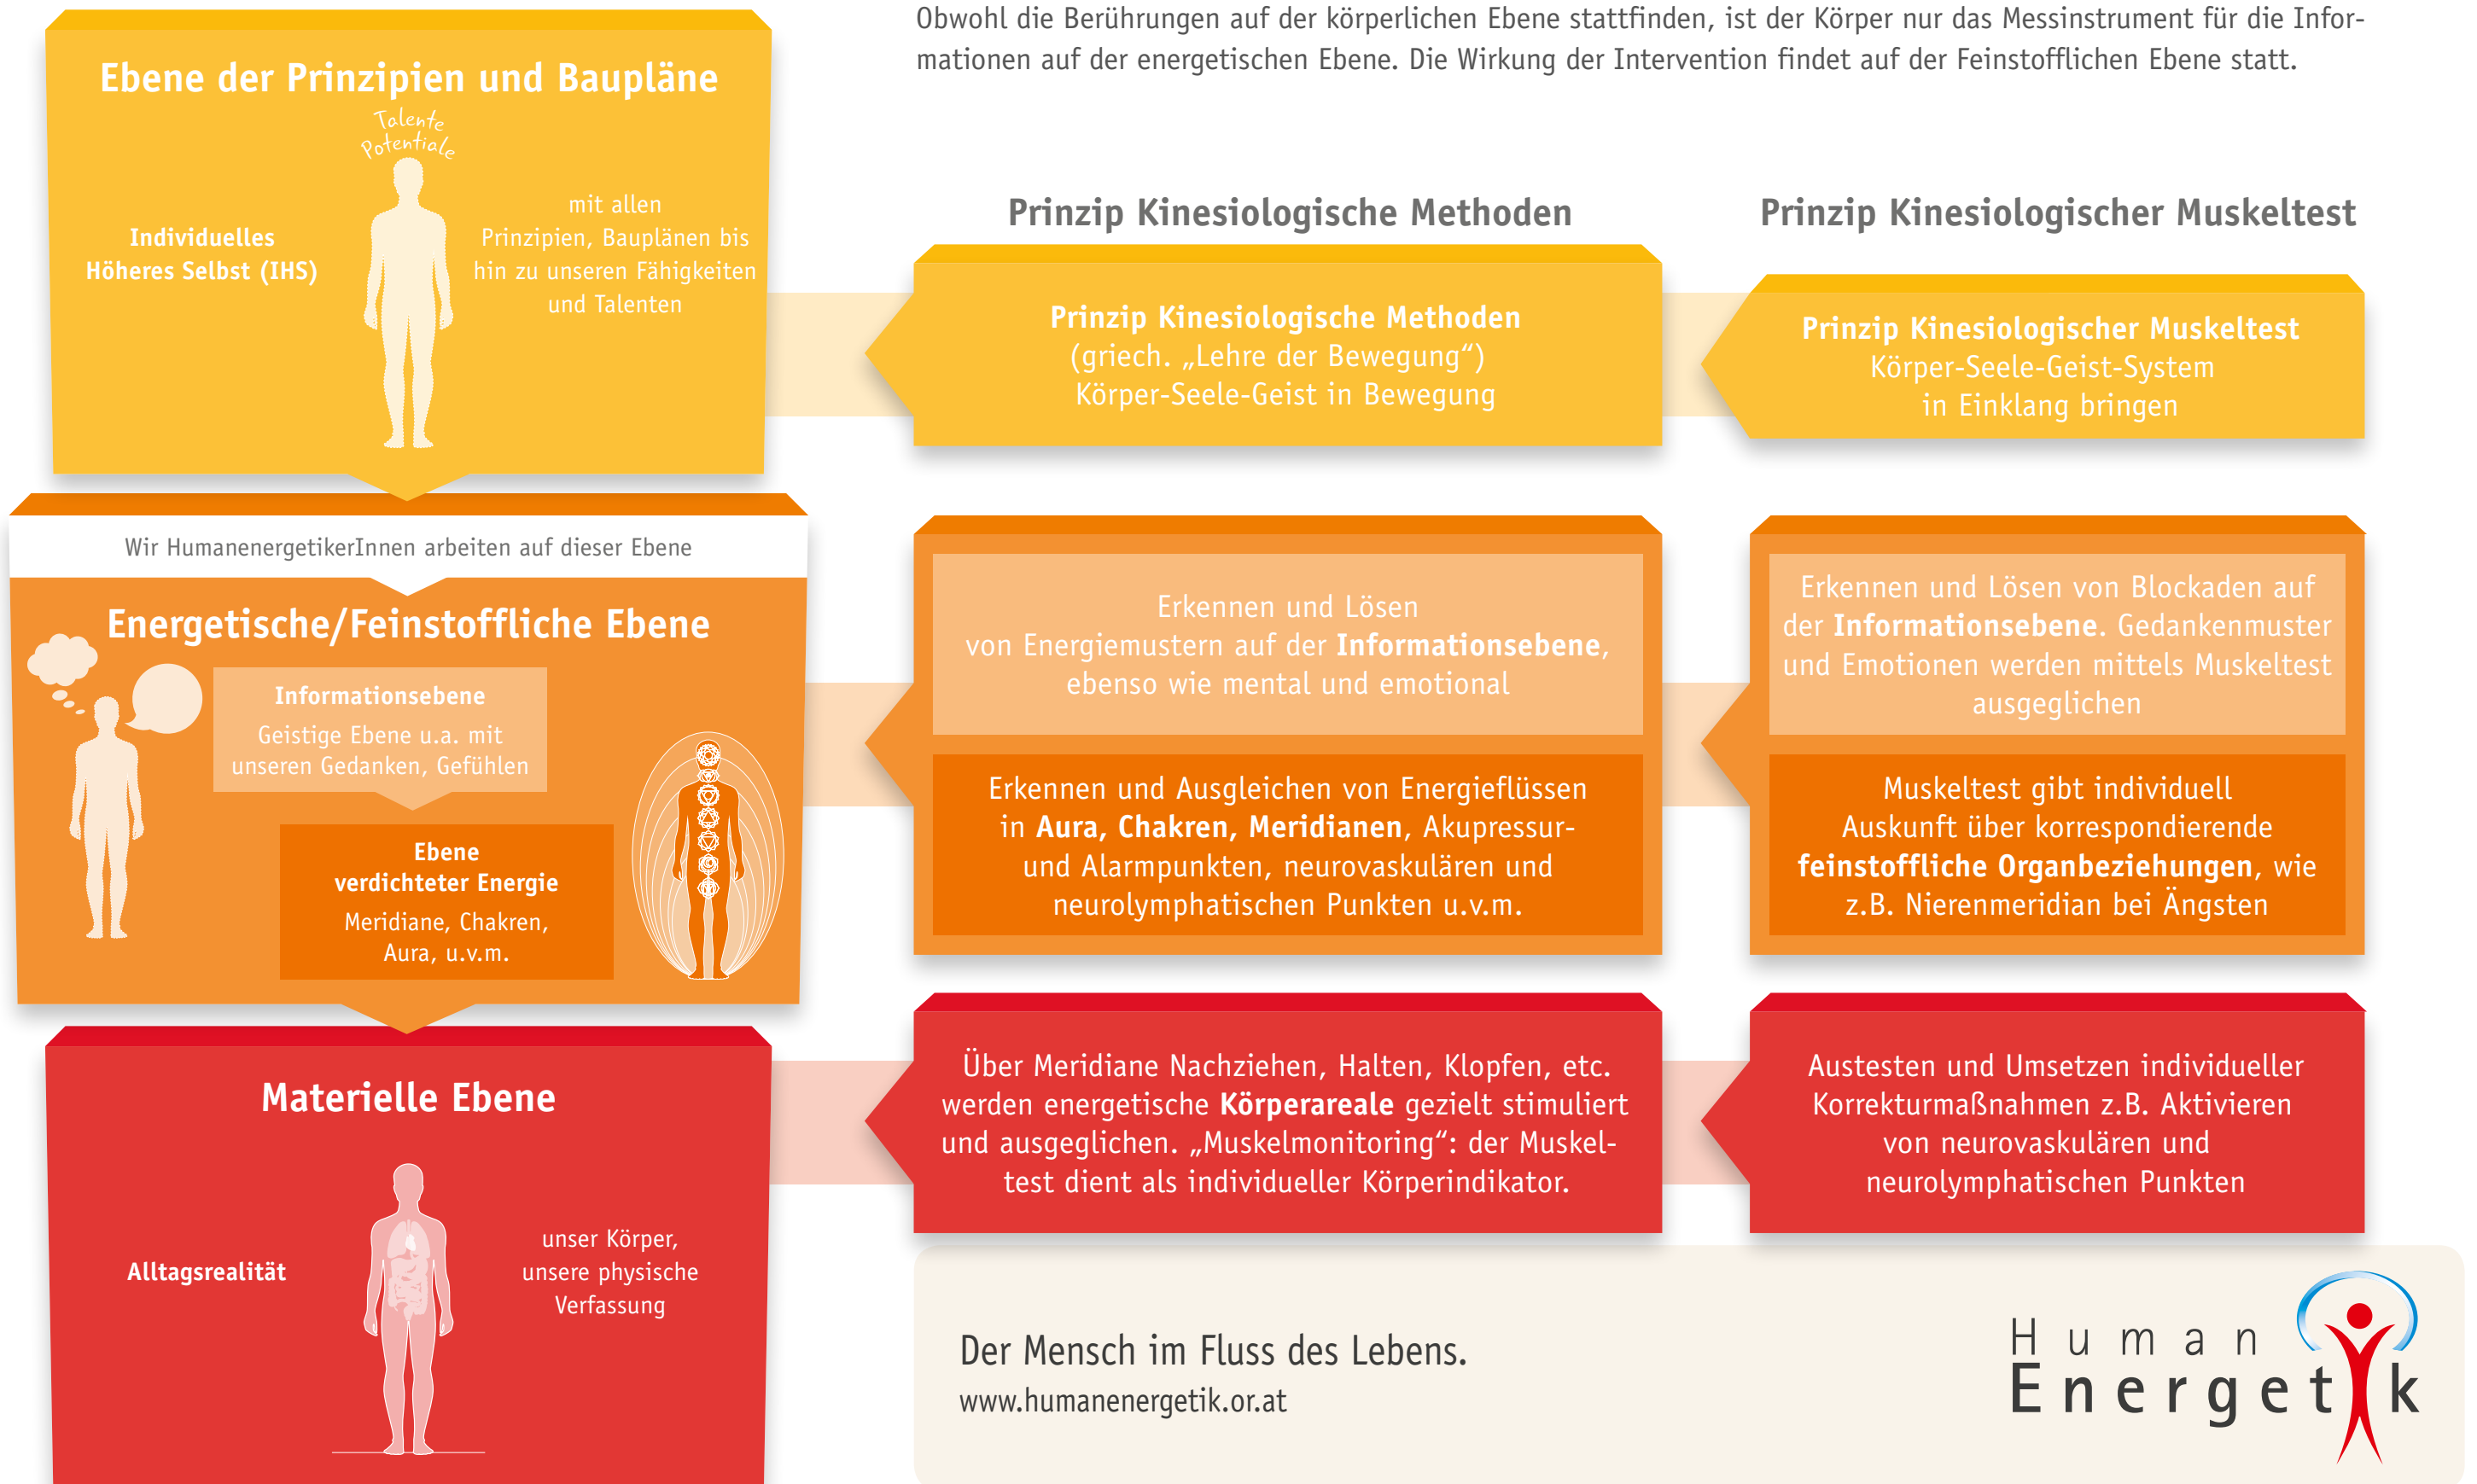 Obwohl die Berührungen auf der körperlichen Ebene stattfinden, ist der Körper nur das Messinstrument für die Infor-
mationen auf der energetischen Ebene. Die Wirkung der Intervention findet auf der Feinstofflichen Ebene statt.
Ebene der Prinzipien und Baupläne
Talente
Potentiale
Individuelles
Höheres Selbst (IHS)
mit allen
Prinzipien, Bauplänen bis
hin zu unseren Fähigkeiten
und Talenten
Prinzip Kinesiologische Methoden
Prinzip Kinesiologischer Muskeltest
Prinzip Kinesiologische Methoden
(griech. „Lehre der Bewegung“)
Körper-Seele-Geist in Bewegung
Prinzip Kinesiologischer Muskeltest
Körper-Seele-Geist-System
in Einklang bringen
Wir HumanenergetikerInnen arbeiten auf dieser Ebene
Energetische/Feinstoffliche Ebene
Informationsebene
Geistige Ebene u.a. mit
unseren Gedanken, Gefühlen
Ebene
verdichteter Energie
Meridiane, Chakren,
Aura, u.v.m.
Erkennen und Lösen
von Energiemustern auf der Informationsebene,
ebenso wie mental und emotional
Erkennen und Ausgleichen von Energieflüssen
in Aura, Chakren, Meridianen, Akupressur-
und Alarmpunkten, neurovaskulären und
neurolymphatischen Punkten u.v.m.
Erkennen und Lösen von Blockaden auf
der Informationsebene. Gedankenmuster
und Emotionen werden mittels Muskeltest
ausgeglichen
Muskeltest gibt individuell
Auskunft über korrespondierende
feinstoffliche Organbeziehungen, wie
z.B. Nierenmeridian bei Ängsten
Materielle Ebene
Alltagsrealität
unser Körper,
unsere physische
Verfassung
Über Meridiane Nachziehen, Halten, Klopfen, etc.
werden energetische Körperareale gezielt stimuliert
und ausgeglichen. „Muskelmonitoring“: der Muskel-
test dient als individueller Körperindikator.
Austesten und Umsetzen individueller
Korrekturmaßnahmen z.B. Aktivieren
von neurovaskulären und
neurolymphatischen Punkten
Der Mensch im Fluss des Lebens.
www.humanenergetik.or.at
Human
Energetik